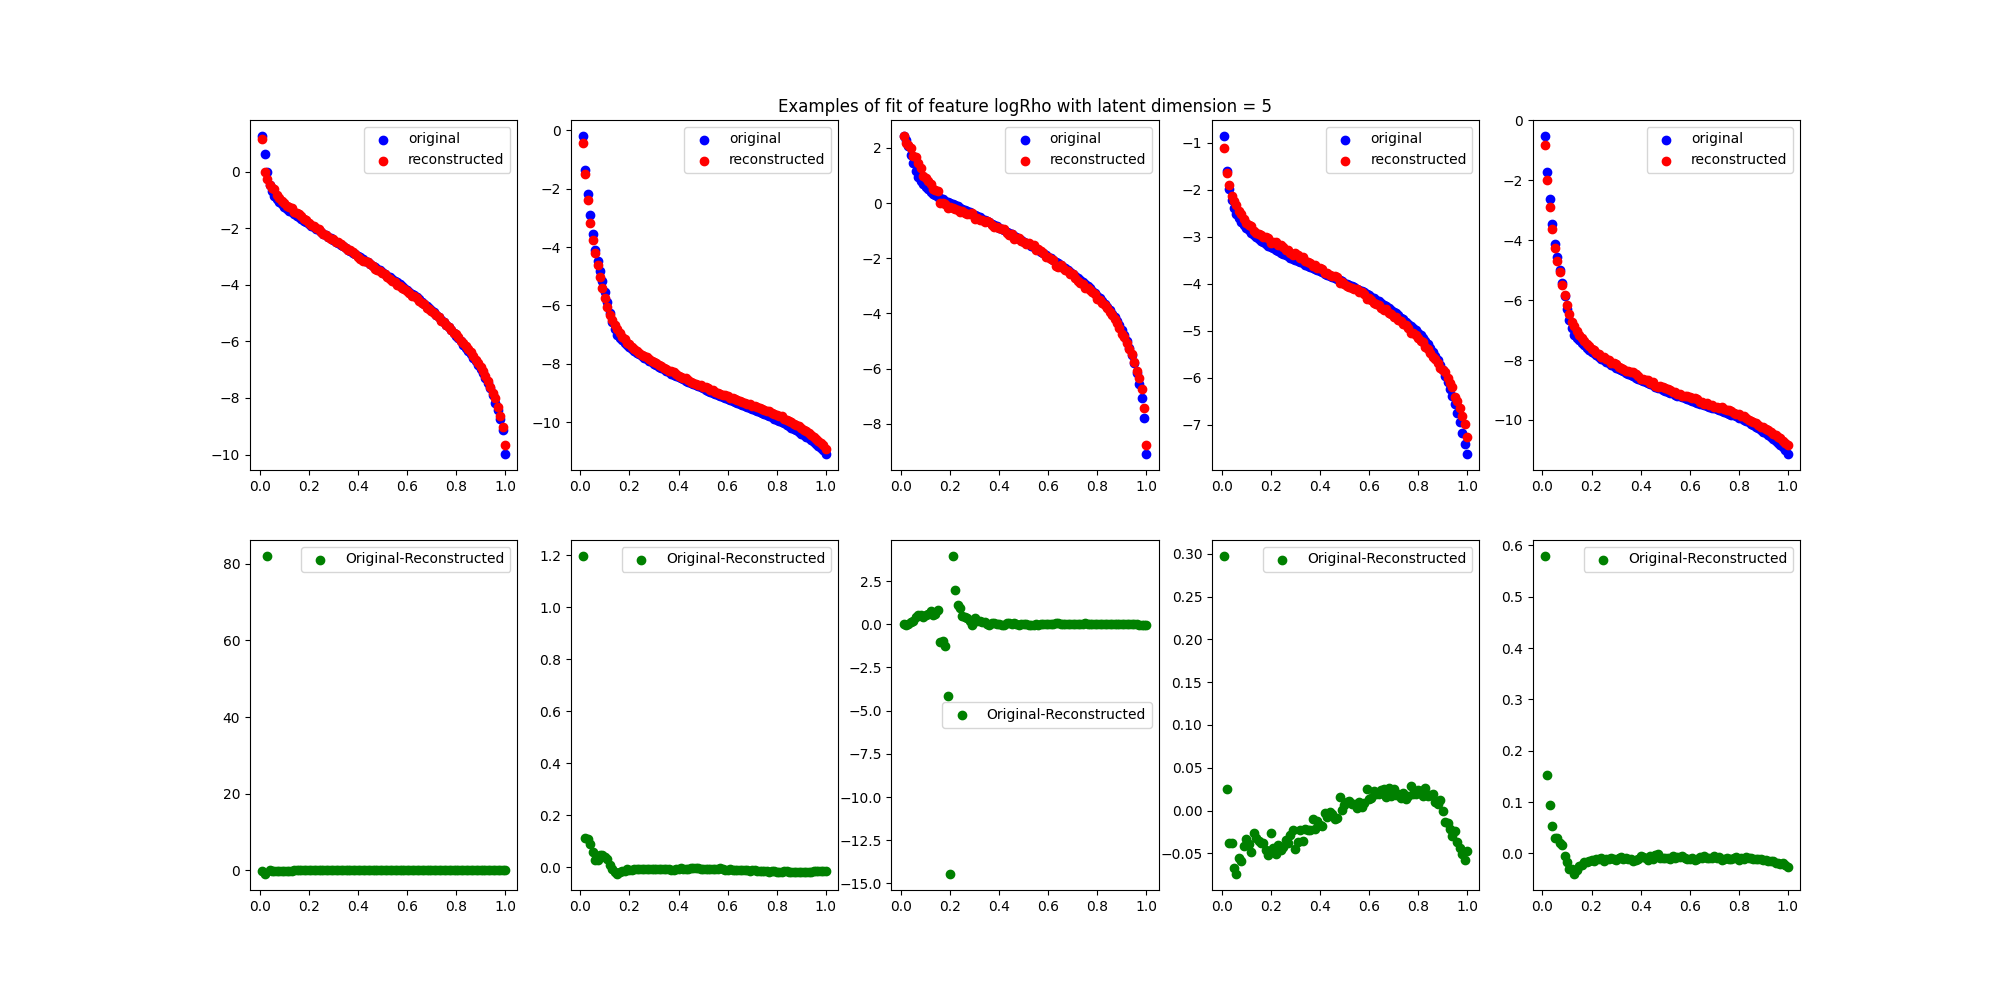 Examples of fit of feature logRho with latent dimension = 5
original
reconstructed
0
−2
−4
−6
−8
−10
0.0 0.2 0.4 0.6 0.8 1.0
original
reconstructed
0
−2
−4
−6
−8
−10
0.0 0.2 0.4 0.6 0.8 1.0
original
reconstructed
2
0
−2
−4
−6
−8
0.0 0.2 0.4 0.6 0.8 1.0
original
reconstructed
−1
−2
−3
−4
−5
−6
−7
0.0 0.2 0.4 0.6 0.8 1.0
original
reconstructed
0
−2
−4
−6
−8
−10
0.0 0.2 0.4 0.6 0.8 1.0
Original-Reconstructed
80
60
40
20
0
0.0 0.2 0.4 0.6 0.8 1.0
Original-Reconstructed
1.2
1.0
0.8
0.6
0.4
0.2
0.0
0.0 0.2 0.4 0.6 0.8 1.0
2.5
0.0
−2.5
−5.0
Original-Reconstructed
−7.5
−10.0
−12.5
−15.0
0.0 0.2 0.4 0.6 0.8 1.0
Original-Reconstructed
0.30
0.25
0.20
0.15
0.10
0.05
0.00
−0.05
0.0 0.2 0.4 0.6 0.8 1.0
Original-Reconstructed
0.6
0.5
0.4
0.3
0.2
0.1
0.0
0.0 0.2 0.4 0.6 0.8 1.0